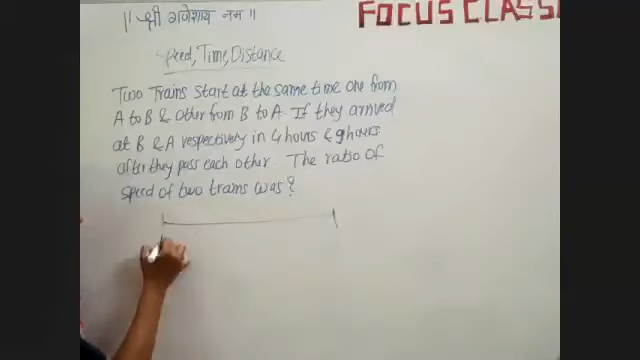 || श्री गणेशाय नम ||
FOCUS CLASS
Speed, Time, Distance
Two Trains start at the same time one from
A to B & other from B to A. If they arrived
at B & A respectively in 4 hours & 9 hours
after they pass each other. The ratio of
speed of two trains was?